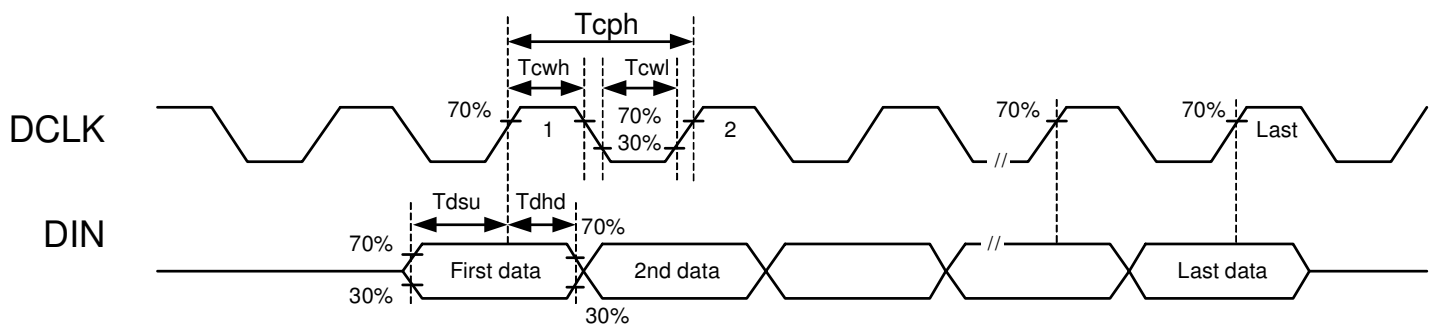 Tcph
Tcwh
Tcwl
DCLK
70%
1
70%
30%
2
70%
//
70%
Last
DIN
Tdsu
Tdhd
70%
70%
30%
30%
First data
2nd data
//
Last data